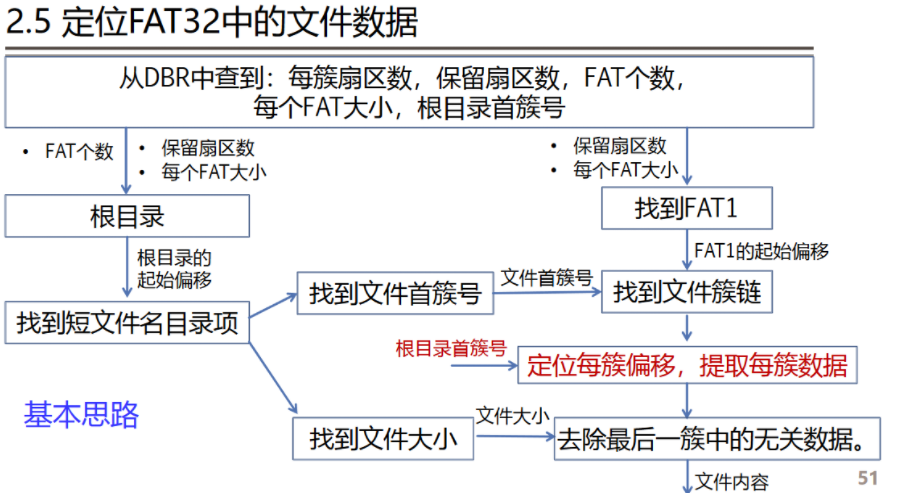 2.5 定位FAT32中的文件数据
从DBR中查到：每簇扇区数，保留扇区数，FAT个数，
每个FAT大小，根目录首簇号
• FAT个数
• 保留扇区数
• 每个FAT大小
• 保留扇区数
• 每个FAT大小
根目录
找到FAT1
根目录的
起始偏移
FAT1的起始偏移
找到短文件名目录项
找到文件首簇号
文件首簇号
找到文件簇链
根目录首簇号
定位每簇偏移，提取每簇数据
基本思路
找到文件大小
文件大小
去除最后一簇中的无关数据。
文件内容
51